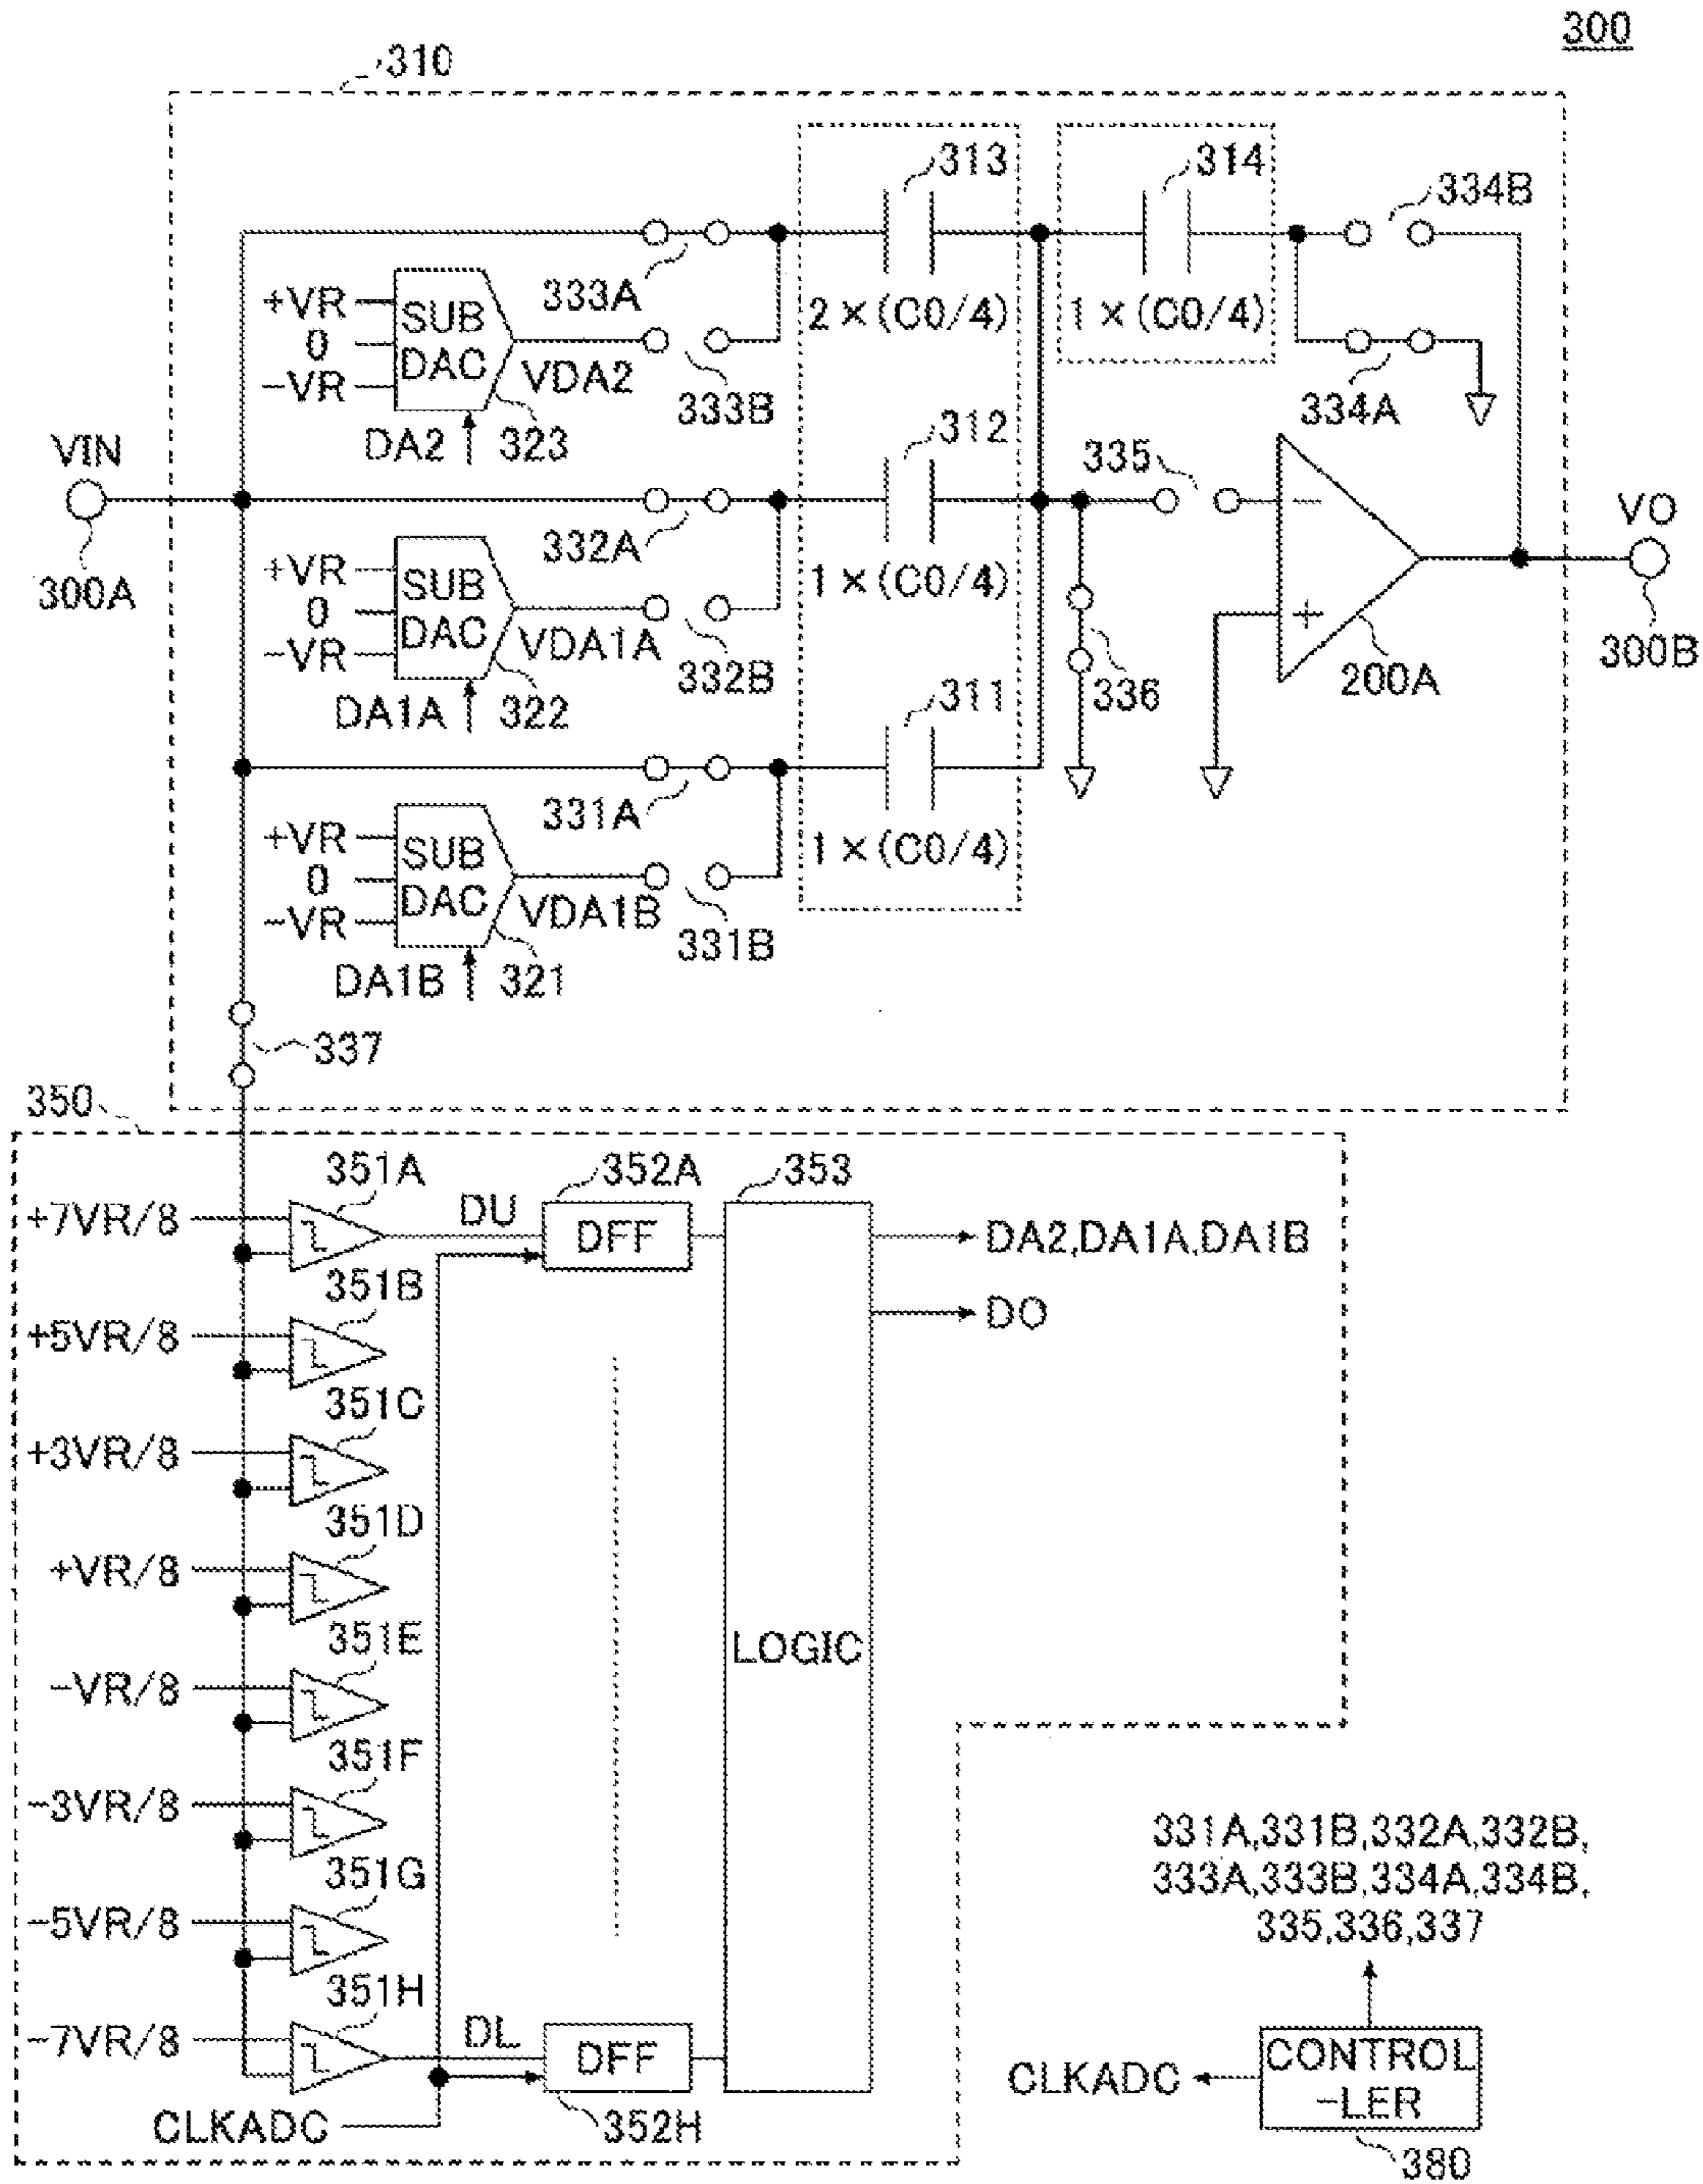 300
310
313
314
334B
+VR
0
-VR
SUB
DAC
333A
2×(C0/4)
1×(C0/4)
VDA2
333B
334A
DA2
323
312
335
VIN
VO
300A
+VR
0
-VR
SUB
DAC
332A
1×(C0/4)
VDA1A
332B
336
200A
300B
DA1A
322
311
+VR
0
-VR
SUB
DAC
331A
1×(C0/4)
VDA1B
331B
DA1B
321
337
350
351A
352A
353
+7VR/8
DU
DFF
DA2,DA1A,DA1B
351B
DO
+5VR/8
351C
+3VR/8
351D
+VR/8
351E
LOGIC
-VR/8
351F
-3VR/8
351G
-5VR/8
351H
331A,331B,332A,332B,
333A,333B,334A,334B,
335,336,337
-7VR/8
DL
DFF
CLKADC
352H
CLKADC
CONTROL
-LER
380